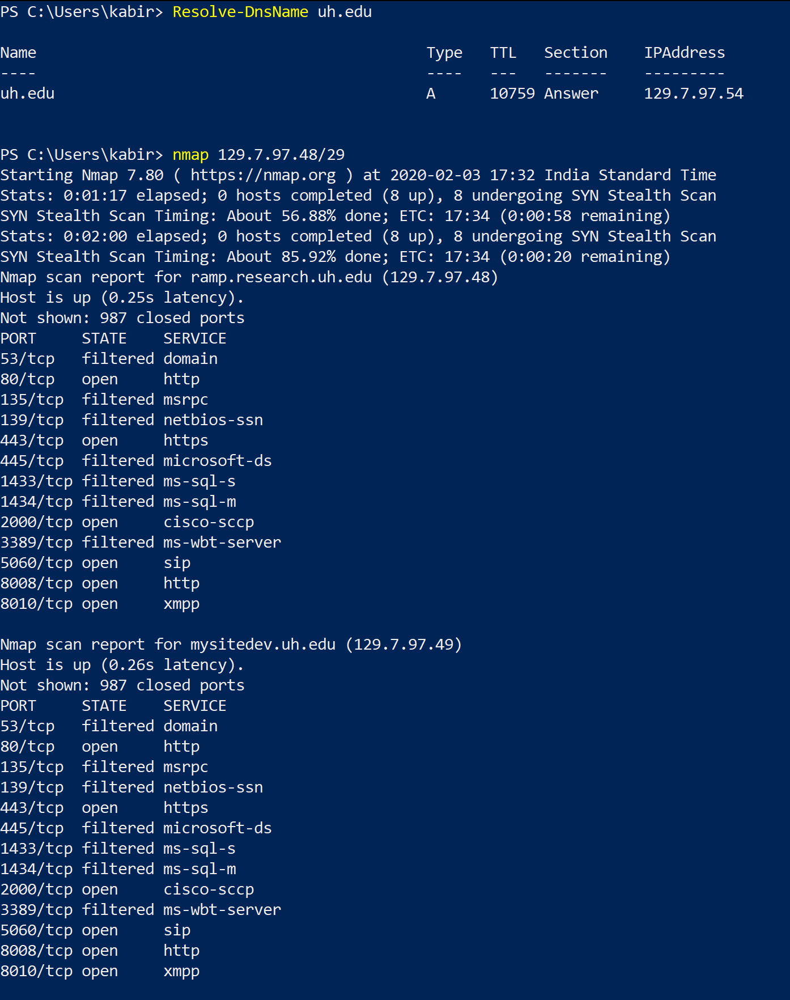 PS C:\Users\kabir> Resolve-DnsName uh.edu
Name Type TTL Section IPAddress
---- ---- --- ------- ---------
uh.edu A 10759 Answer 129.7.97.54
PS C:\Users\kabir> nmap 129.7.97.48/29
Starting Nmap 7.80 ( https://nmap.org ) at 2020-02-03 17:32 India Standard Time
Stats: 0:01:17 elapsed; 0 hosts completed (8 up), 8 undergoing SYN Stealth Scan
SYN Stealth Scan Timing: About 56.88% done; ETC: 17:34 (0:00:58 remaining)
Stats: 0:02:00 elapsed; 0 hosts completed (8 up), 8 undergoing SYN Stealth Scan
SYN Stealth Scan Timing: About 85.92% done; ETC: 17:34 (0:00:20 remaining)
Nmap scan report for ramp.research.uh.edu (129.7.97.48)
Host is up (0.25s latency).
Not shown: 987 closed ports
PORT STATE SERVICE
53/tcp filtered domain
80/tcp open http
135/tcp filtered msrpc
139/tcp filtered netbios-ssn
443/tcp open https
445/tcp filtered microsoft-ds
1433/tcp filtered ms-sql-s
1434/tcp filtered ms-sql-m
2000/tcp open cisco-sccp
3389/tcp filtered ms-wbt-server
5060/tcp open sip
8008/tcp open http
8010/tcp open xmpp
Nmap scan report for mysitedev.uh.edu (129.7.97.49)
Host is up (0.26s latency).
Not shown: 987 closed ports
PORT STATE SERVICE
53/tcp filtered domain
80/tcp open http
135/tcp filtered msrpc
139/tcp filtered netbios-ssn
443/tcp open https
445/tcp filtered microsoft-ds
1433/tcp filtered ms-sql-s
1434/tcp filtered ms-sql-m
2000/tcp open cisco-sccp
3389/tcp filtered ms-wbt-server
5060/tcp open sip
8008/tcp open http
8010/tcp open xmpp